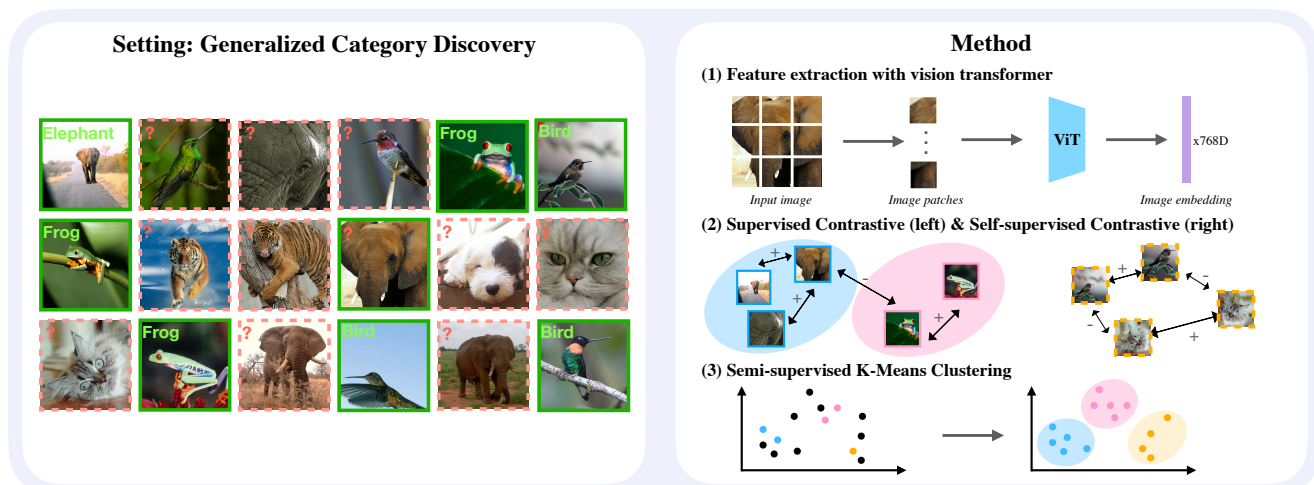 Setting: Generalized Category Discovery
Elephant ? ? ? Frog Bird
Frog ? ? ? ?
? Frog ? Bird ? Bird
Method
(1) Feature extraction with vision transformer
ViT
x768D
Input image Image patches Image embedding
(2) Supervised Contrastive (left) & Self-supervised Contrastive (right)
+ - + +
+ - - +
(3) Semi-supervised K-Means Clustering